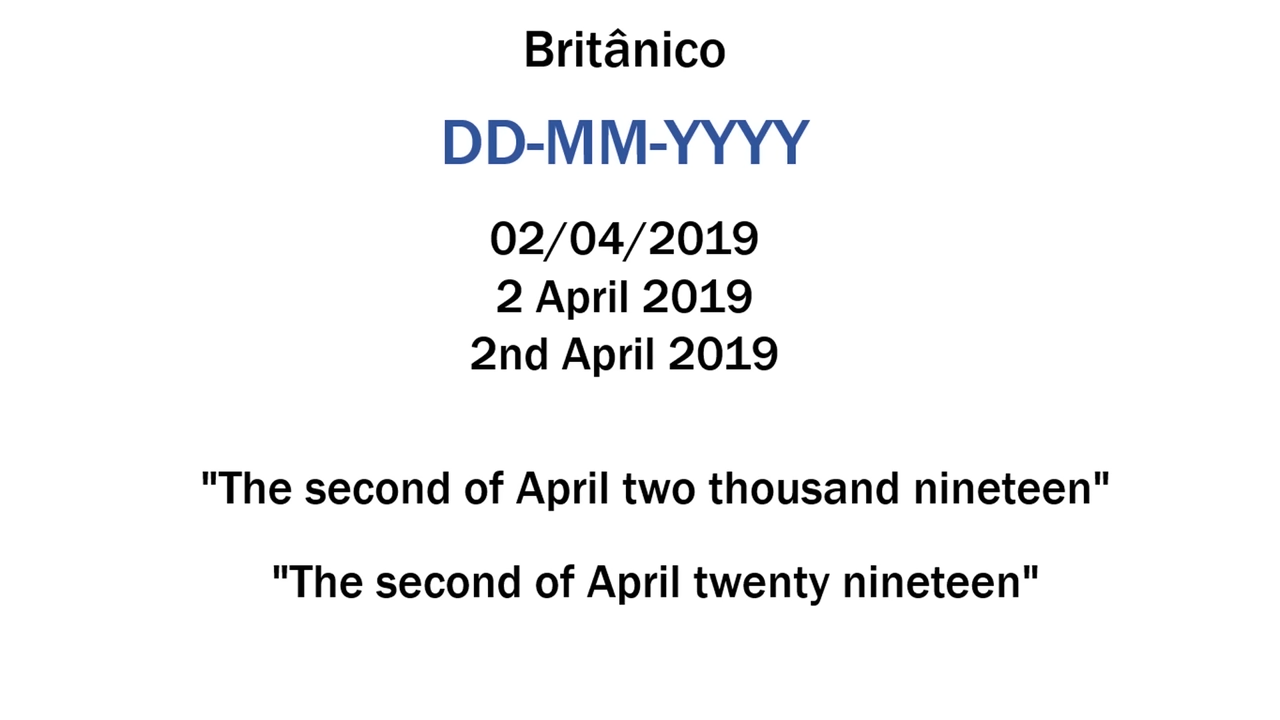 Britânico
DD-MM-YYYY
02/04/2019
2 April 2019
2nd April 2019
"The second of April two thousand nineteen"
"The second of April twenty nineteen"